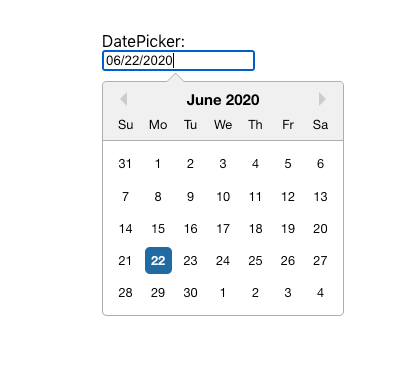 DatePicker:
06/22/2020
June 2020
Su Mo Tu We Th Fr Sa
31 1 2 3 4 5 6
7 8 9 10 11 12 13
14 15 16 17 18 19 20
21 22 23 24 25 26 27
28 29 30 1 2 3 4